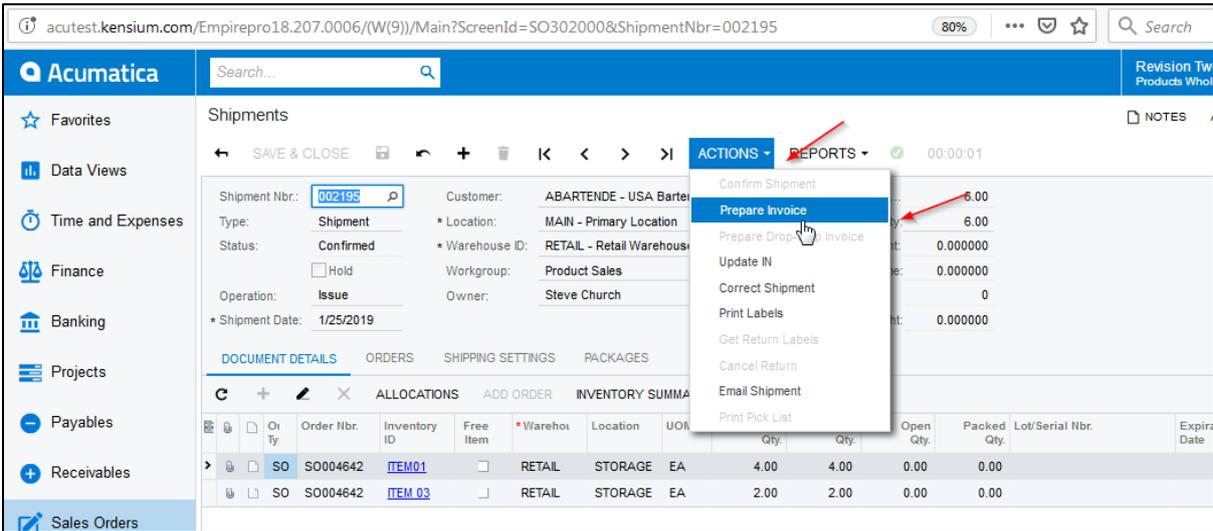 acutest.kensium.com/Empirepro18.207.0006/(W(9))/Main?ScreenId=SO302000&ShipmentNbr=002195 80% Search
Acumatica Search... Revision Tw
Products Whol
Favorites
Data Views
Time and Expenses
Finance
Banking
Projects
Payables
Receivables
Sales Orders
Shipments NOTES
SAVE & CLOSE ACTIONS REPORTS 00:00:01
Shipment Nbr.: 002195 Customer: ABARTENDE - USA Barter 6.00
Type: Shipment * Location: MAIN - Primary Location 6.00
Status: Confirmed * Warehouse ID: RETAIL - Retail Warehouse 0.000000
Hold Workgroup: Product Sales 0.000000
Operation: Issue Owner: Steve Church 0
* Shipment Date: 1/25/2019 0.000000
Confirm Shipment
Prepare Invoice
Prepare Drop- Invoice
Update IN
Correct Shipment
Print Labels
Get Return Labels
Cancel Return
Email Shipment
Print Pick List
DOCUMENT DETAILS ORDERS SHIPPING SETTINGS PACKAGES
ALLOCATIONS ADD ORDER INVENTORY SUMMA
Ty Order Nbr. Inventory ID Free Item * Warehou Location UOM Qty. Qty. Open Qty. Packed Qty. Lot/Serial Nbr. Expira Date
SO SO004642 ITEM01 RETAIL STORAGE EA 4.00 4.00 0.00 0.00
SO SO004642 ITEM 03 RETAIL STORAGE EA 2.00 2.00 0.00 0.00